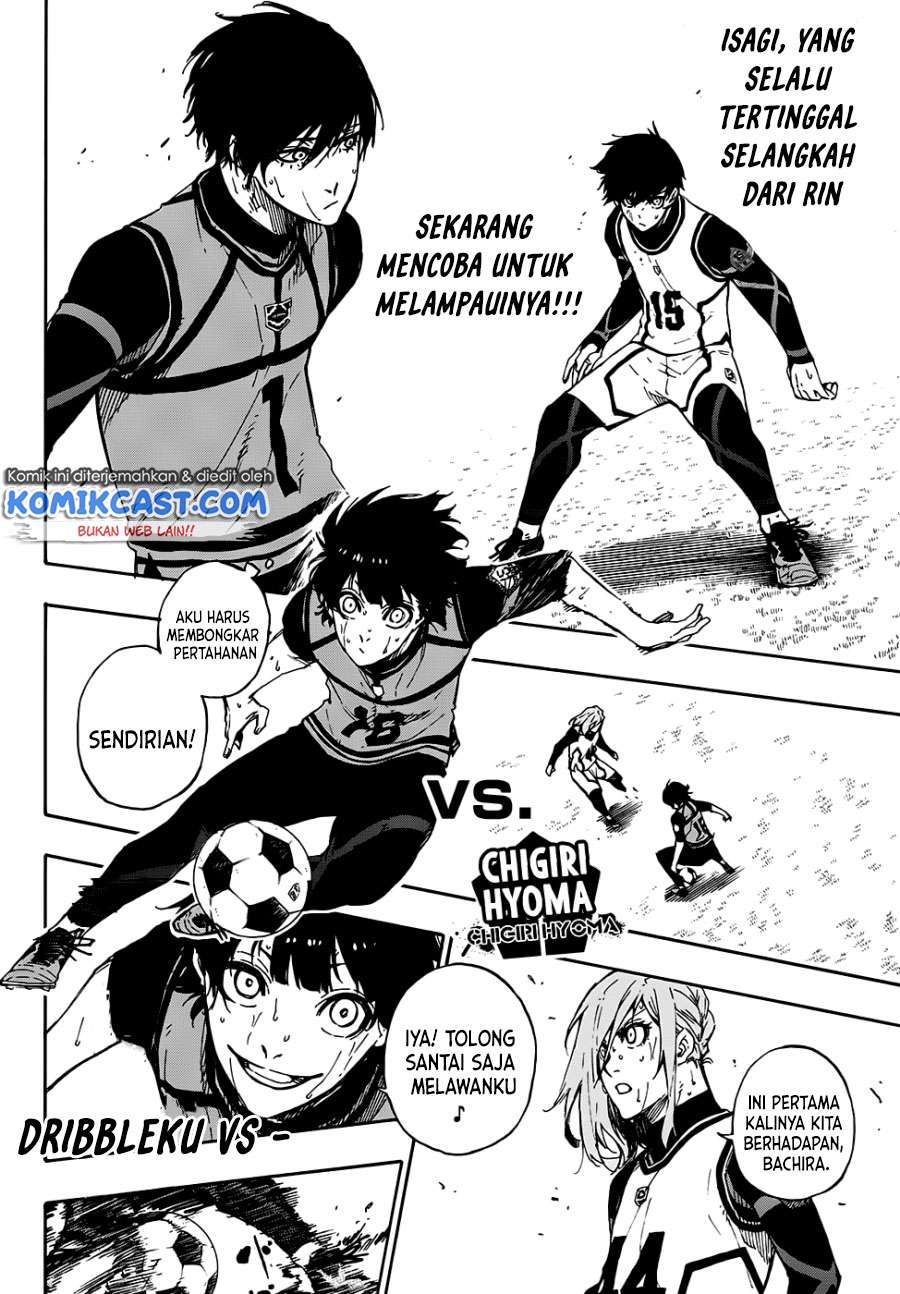 ISAGI, YANG
SELALU
TERTINGGAL
SELANGKAH
DARI RIN
SEKARANG
MENCOBA UNTUK
MELAMPAUINYA!!!
15
1
Komik ini diterjemahkan & diedit oleh
KOMIKCAST.COM
BUKAN WEB LAIN!!
AKU HARUS
MEMBONGKAR
PERTAHANAN
SENDIRIAN!
VS.
CHIGIRI
HYOMA
CHIGIRI HYOMA
INI PERTAMA
KALINYA KITA
BERHADAPAN,
BACHIRA.
IYA! TOLONG
SANTAI SAJA
MELAWANKU
♪
44
DRIBBLEKU VS -